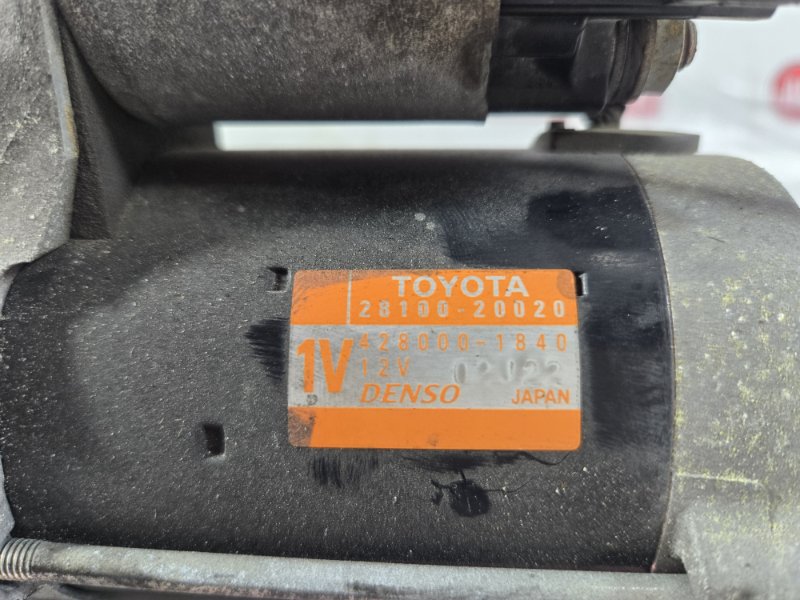 TOYOTA
28100-20020
1V
428000-1840
12V
DENSO JAPAN